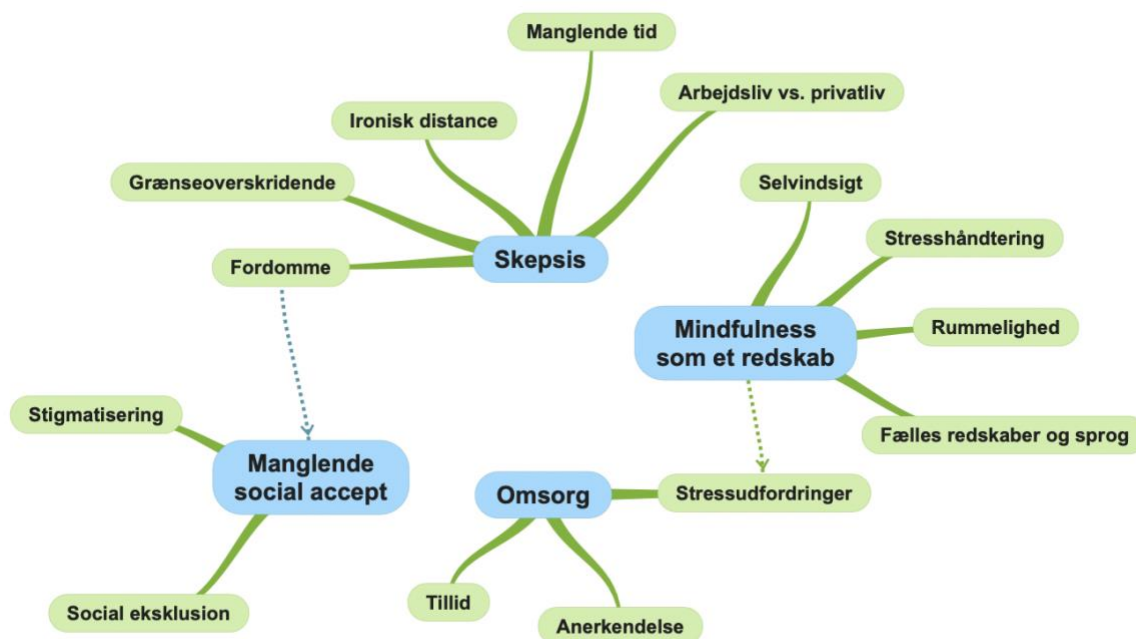 Manglende tid
Arbejdsliv vs. privatliv
Ironisk distance
Grænseoverskridende
Fordomme
Skepsis
Selvindsigt
Stresshåndtering
Rummelighed
Mindfulness
som et redskab
Fælles redskaber og sprog
Stigmatisering
Manglende
social accept
Social eksklusion
Omsorg
Stressudfordringer
Tillid
Anerkendelse